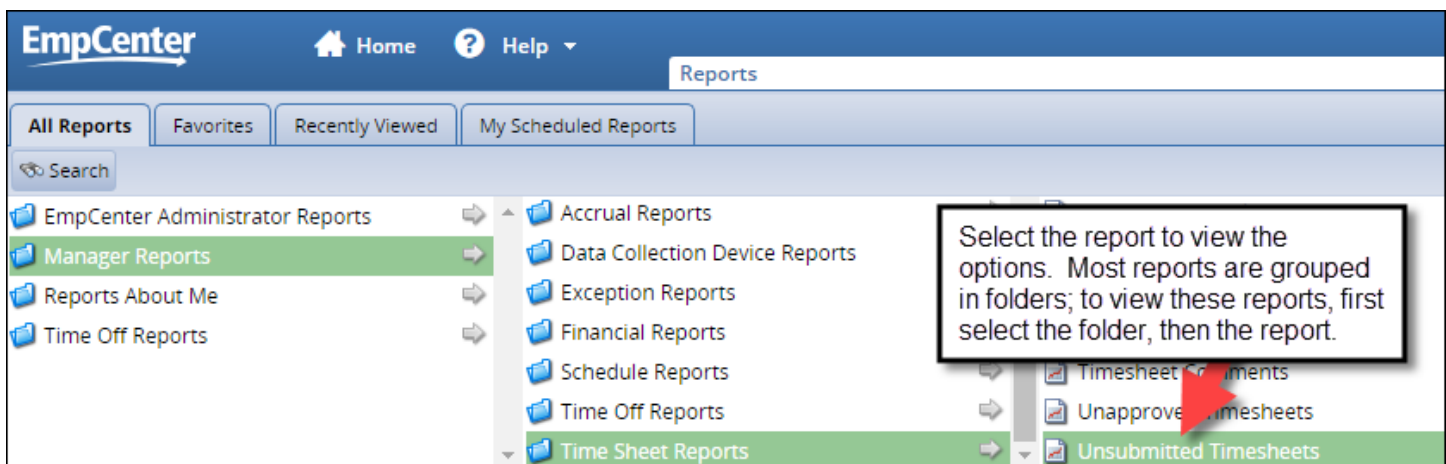 EmpCenter
Home
Help
Reports
All Reports
Favorites
Recently Viewed
My Scheduled Reports
Search
EmpCenter Administrator Reports
Manager Reports
Reports About Me
Time Off Reports
Accrual Reports
Data Collection Device Reports
Exception Reports
Financial Reports
Schedule Reports
Time Off Reports
Time Sheet Reports
Select the report to view the
options. Most reports are grouped
in folders; to view these reports, first
select the folder, then the report.
Timesheet
Timesheets
Unsubmitted Timesheets